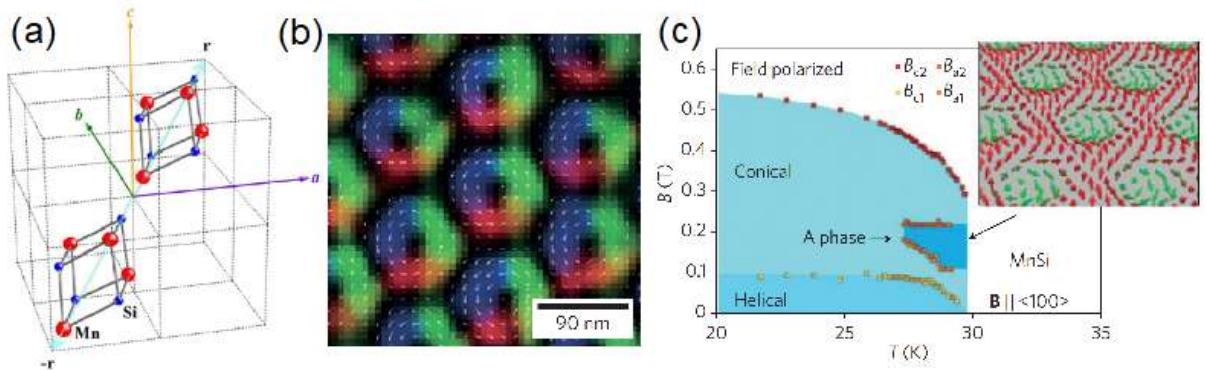 (a)
c
r
b
a
Si
Mn
-r
(b)
90 nm
(c)
0.6
0.5
0.4
0.3
0.2
0.1
0
B (T)
Field polarized
Bc2 Ba2
Bc1 Ba1
Conical
A phase
Helical
MnSi
B || <100>
20 25 30 35
T (K)